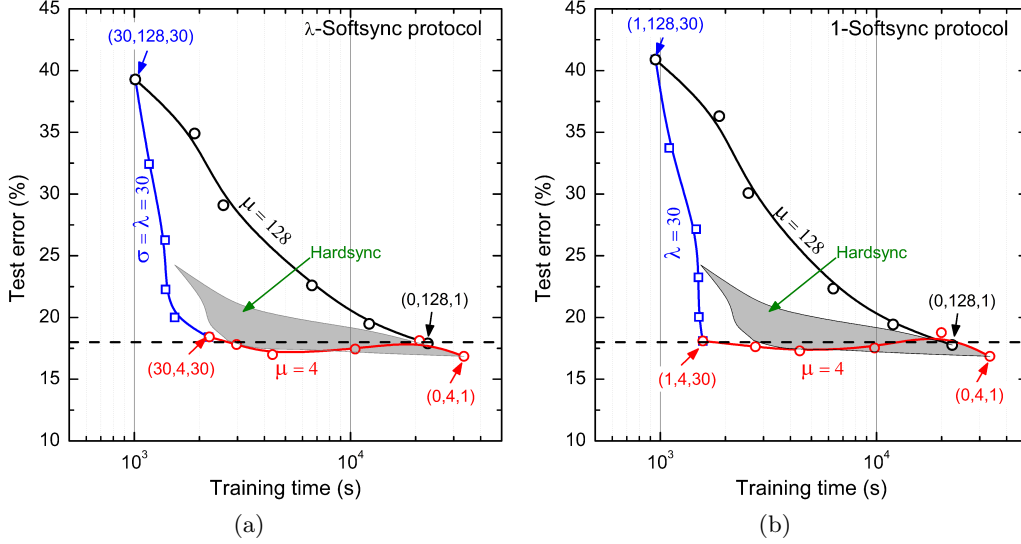 λ-Softsync protocol
(30,128,30)
σ = λ = 30
μ = 128
Hardsync
(0,128,1)
(30,4,30)
μ = 4
(0,4,1)
Test error (%)
45
40
35
30
25
20
15
10
10³
10⁴
Training time (s)
(a)
1-Softsync protocol
(1,128,30)
λ = 30
μ = 128
Hardsync
(0,128,1)
(1,4,30)
μ = 4
(0,4,1)
Test error (%)
45
40
35
30
25
20
15
10
10³
10⁴
Training time (s)
(b)